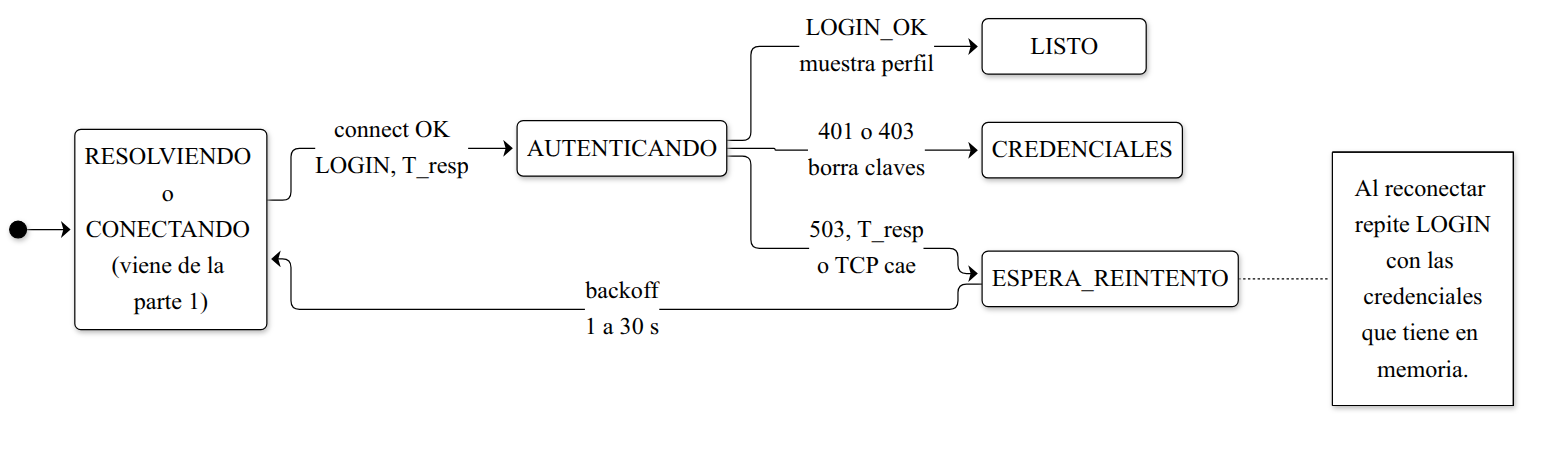 RESOLVIENDO
o
CONECTANDO
(viene de la
parte 1)
connect OK
LOGIN, T_resp
AUTENTICANDO
LOGIN_OK
muestra perfil
LISTO
401 o 403
borra claves
CREDENCIALES
503, T_resp
o TCP cae
ESPERA_REINTENTO
backoff
1 a 30 s
Al reconectar
repite LOGIN
con las
credenciales
que tiene en
memoria.